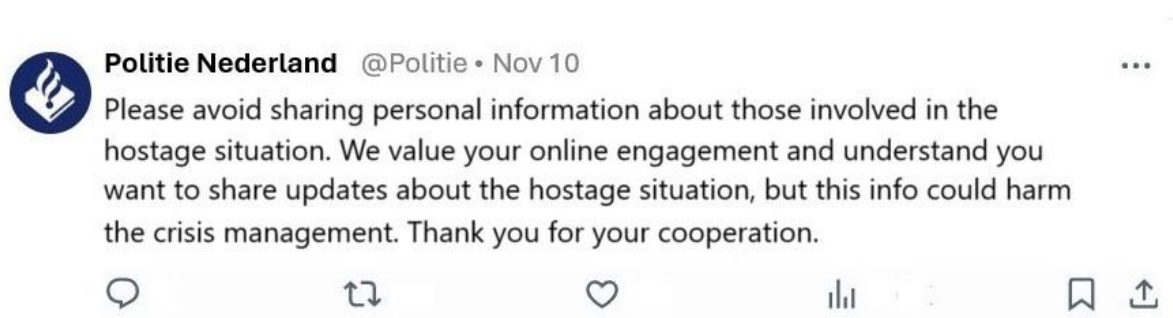 Politie Nederland @Politie • Nov 10
Please avoid sharing personal information about those involved in the
hostage situation. We value your online engagement and understand you
want to share updates about the hostage situation, but this info could harm
the crisis management. Thank you for your cooperation.